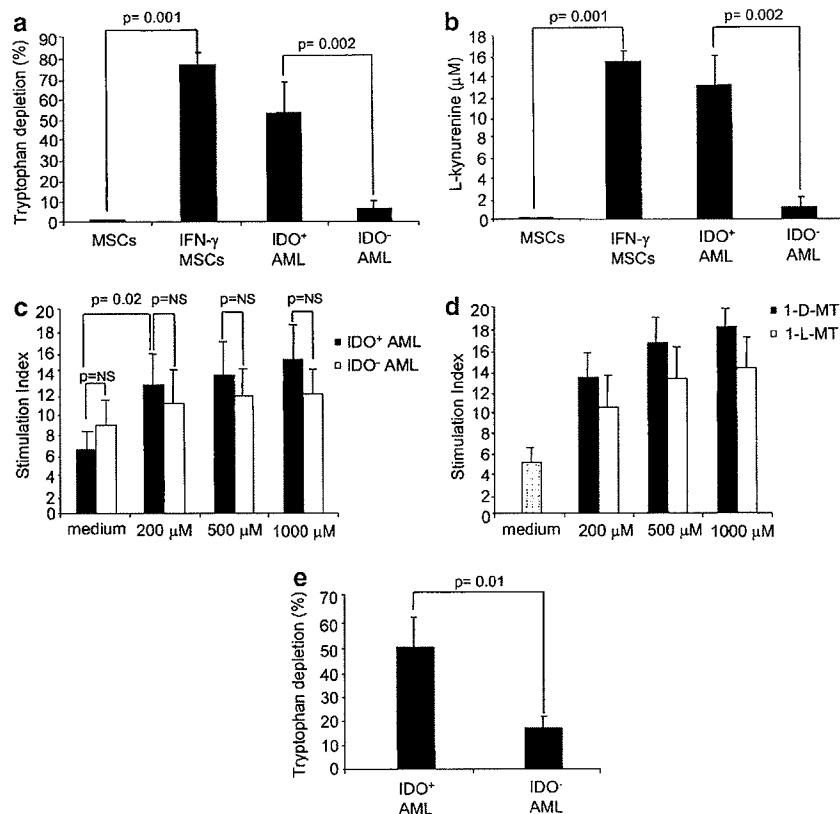 a
p= 0.001
p= 0.002
Tryptophan depletion (%)
90
80
70
60
50
40
30
20
10
0
MSCs
IFN-γ
MSCs
IDO⁺
AML
IDO⁻
AML
b
p= 0.001
p= 0.002
L-kynurenine (μM)
18
16
14
12
10
8
6
4
2
0
MSCs
IFN-γ
MSCs
IDO⁺
AML
IDO⁻
AML
c
p= 0.02
p=NS
p=NS
p=NS
p=NS
IDO⁺ AML
IDO⁻ AML
Stimulation Index
20
18
16
14
12
10
8
6
4
2
0
medium
200 μM
500 μM
1000 μM
d
1-D-MT
1-L-MT
Stimulation Index
20
18
16
14
12
10
8
6
4
2
0
medium
200 μM
500 μM
1000 μM
e
p= 0.01
Tryptophan depletion (%)
70
60
50
40
30
20
10
0
IDO⁺
AML
IDO⁻
AML